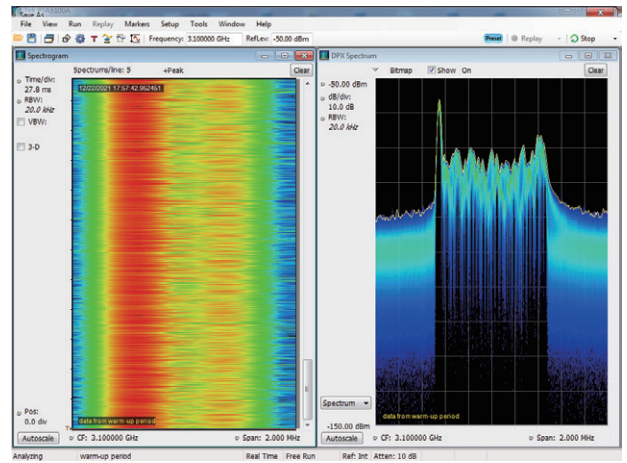 File View Run Replay Markers Setup Tools Window Help
Frequency: 3.100000 GHz RefLev: -50.00 dBm Preset Replay Stop
Spectrogram
Time/div: Spectrums/line: 5 +Peak Clear
27.8 ms
RBW:
20.0 kHz
VBW:
3-D
12/22/2021 17:57:42.962461
Pos:
0.0 div
data from warm-up period
Autoscale CF: 3.100000 GHz Span: 2.000 MHz
DPX Spectrum
Bitmap Show On Clear
-50.00 dBm
dB/div:
10.0 dB
RBW:
20.0 kHz
Spectrum
-150.00 dBm
data from warm-up period
Autoscale CF: 3.100000 GHz Span: 2.000 MHz
Analyzing warm-up period Real Time Free Run Ref: Int Atten: 10 dB